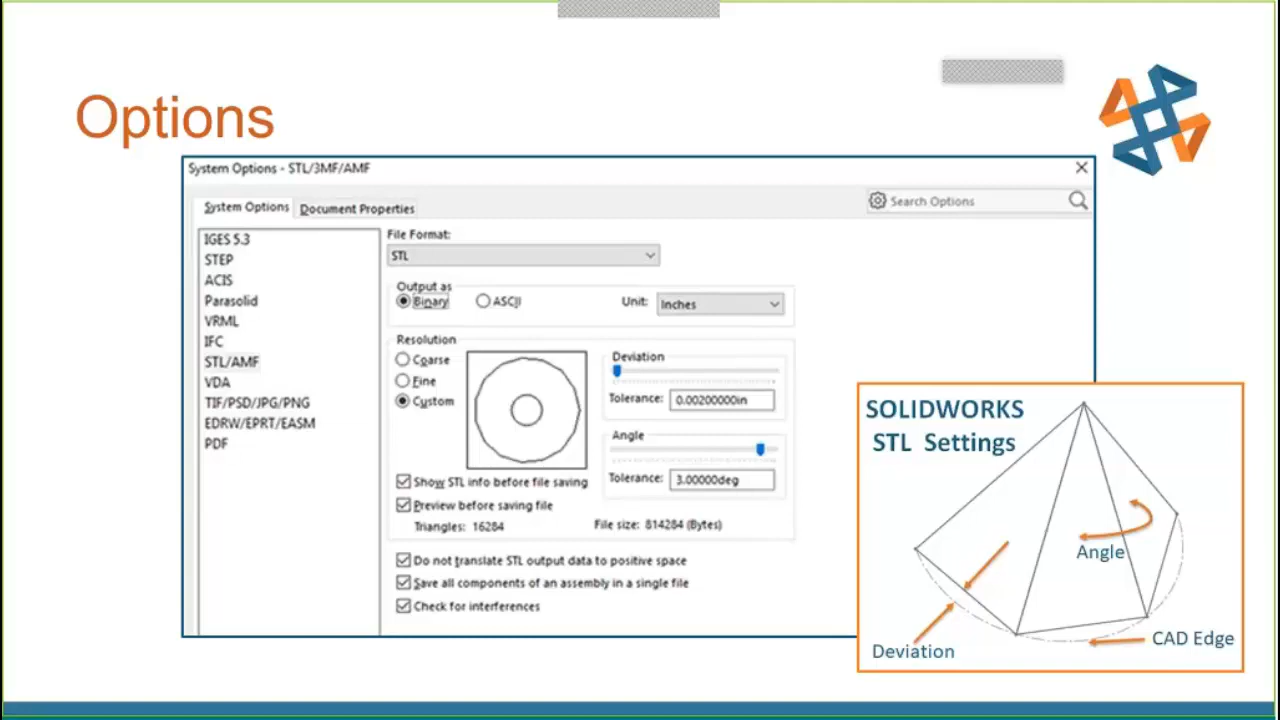 Options
System Options - STL/3MF/AMF
System Options Document Properties
Search Options
IGES 5.3
STEP
ACIS
Parasolid
VRML
IFC
STL/AMF
VDA
TIF/PSD/JPG/PNG
EDRW/EPRT/EASM
PDF
File Format:
STL
Output as
Binary ASCII Unit: Inches
Resolution
Coarse
Fine
Custom
Deviation
Tolerance: 0.00200000in
Angle
Tolerance: 3.00000deg
Show STL info before file saving
Preview before saving file
Triangles: 16284 File size: 814284 (Bytes)
Do not translate STL output data to positive space
Save all components of an assembly in a single file
Check for interferences
SOLIDWORKS
STL Settings
Angle
Deviation
CAD Edge